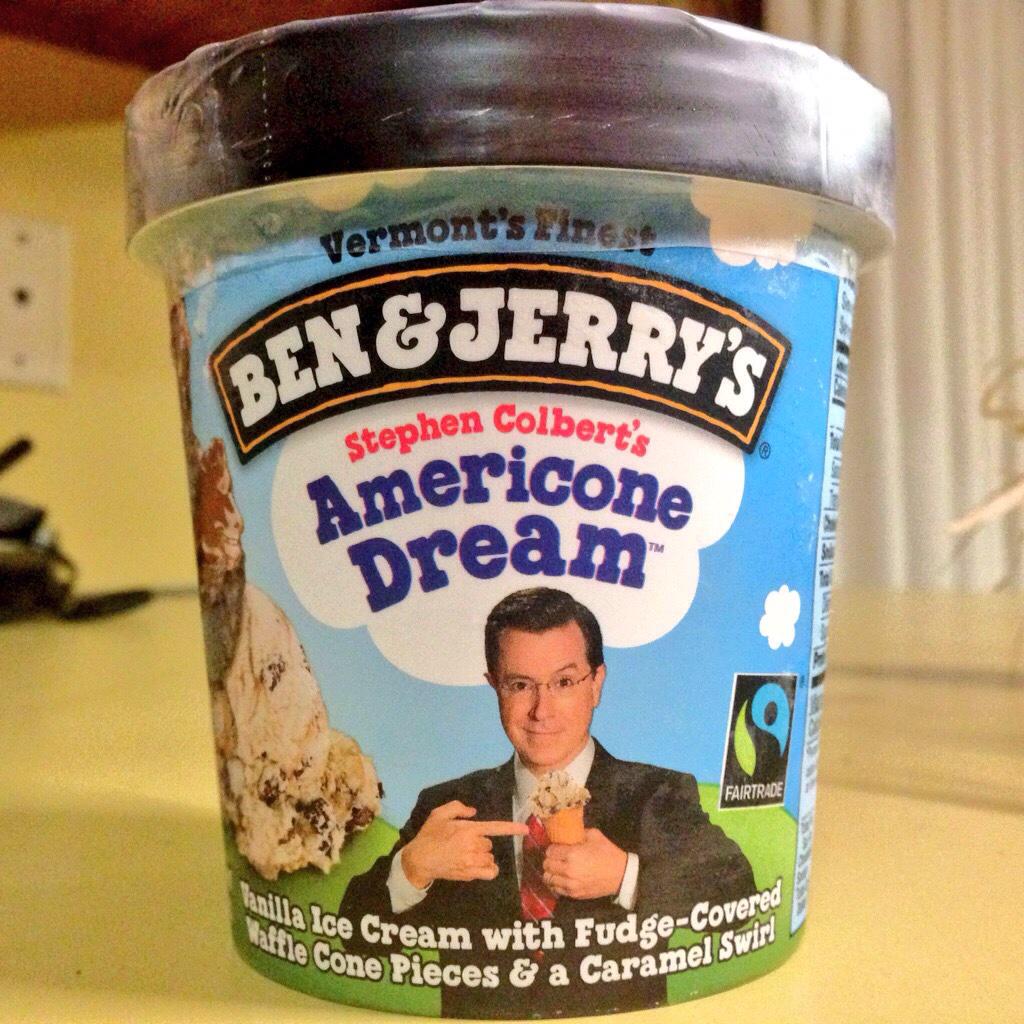 Vermont's Finest
BEN & JERRY'S®
Stephen Colbert's
Americone
Dream™
FAIRTRADE
Vanilla Ice Cream with Fudge-Covered
Waffle Cone Pieces & a Caramel Swirl